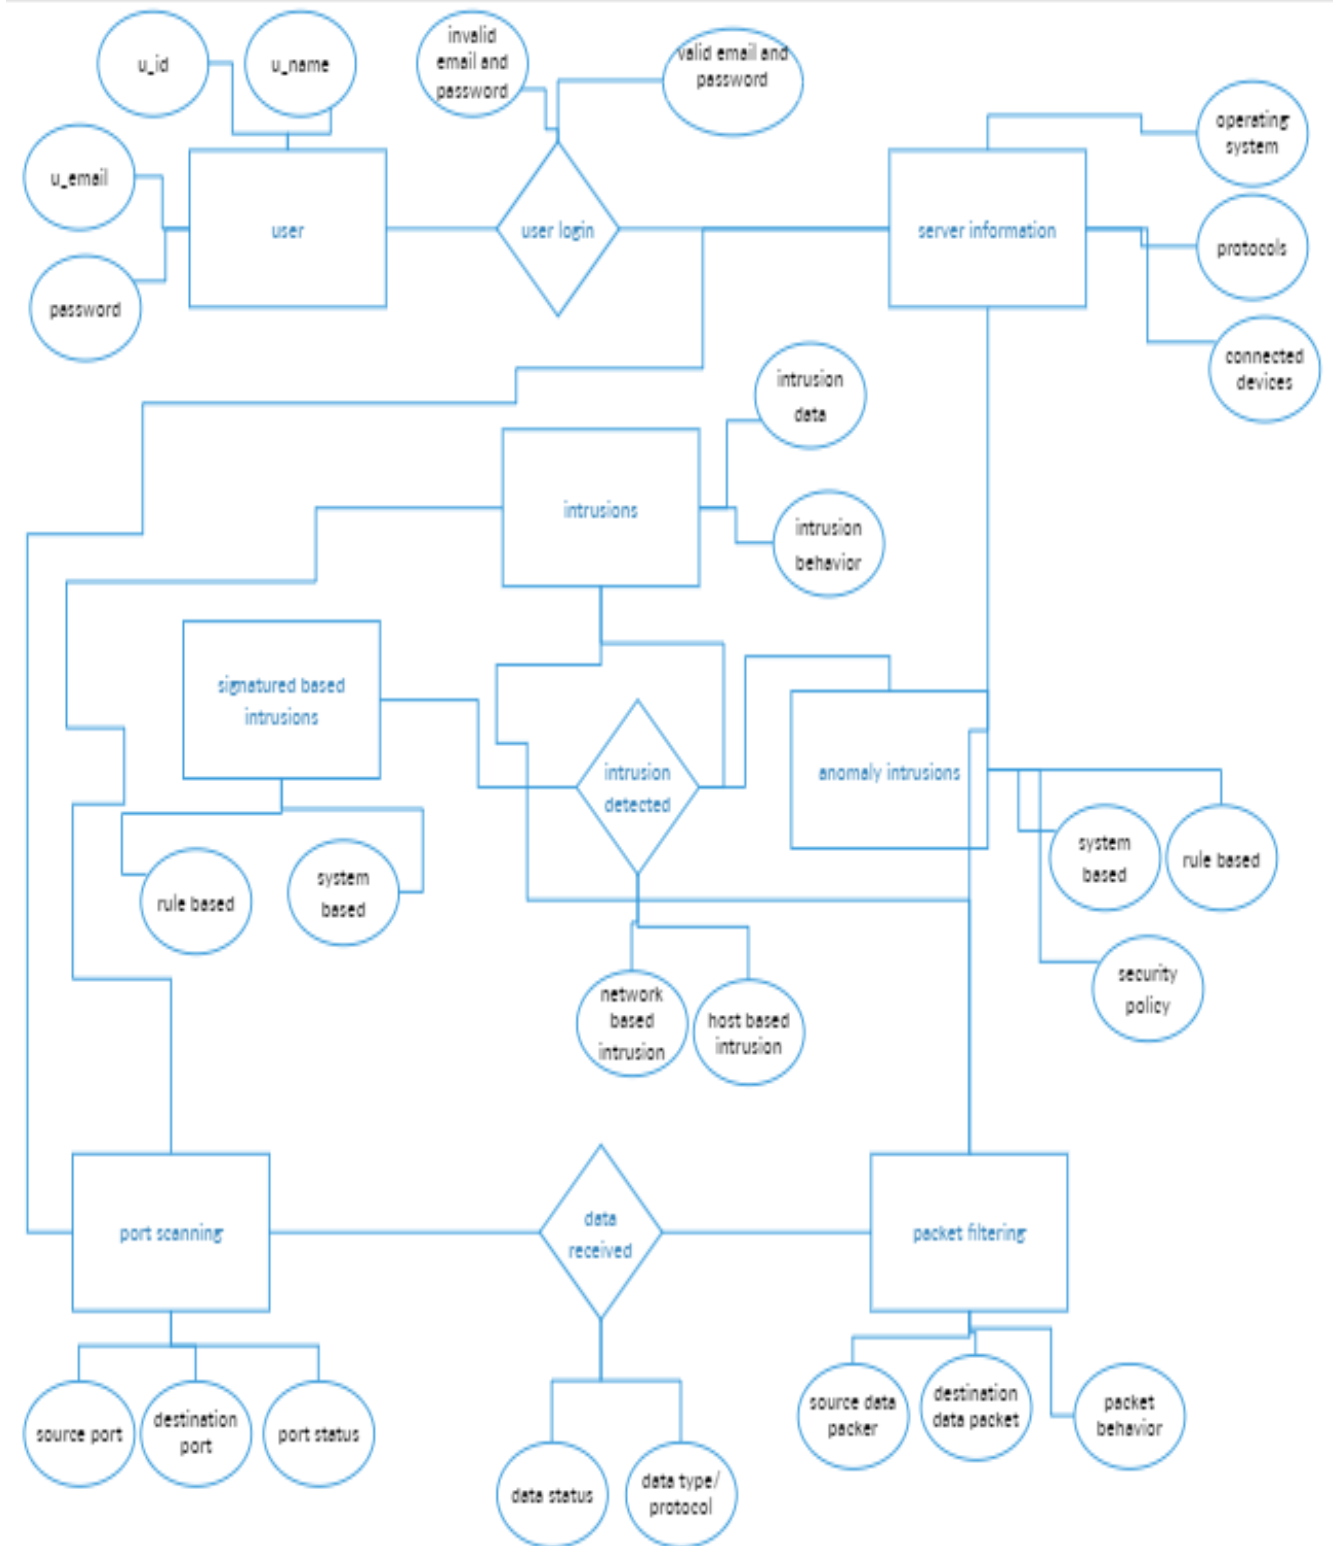 u_id
u_name
invalid
email and
password
valid email and
password
operating
system
u_email
user
user login
server information
protocols
password
connected
devices
intrusion
data
intrusions
intrusion
behavior
signatured based
intrusions
intrusion
detected
anomaly intrusions
system
based
rule based
rule based
system
based
security
policy
network
based
intrusion
host based
intrusion
port scanning
data
received
packet filtering
source port
destination
port
port status
source data
packer
destination
data packet
packet
behavior
data status
data type/
protocol